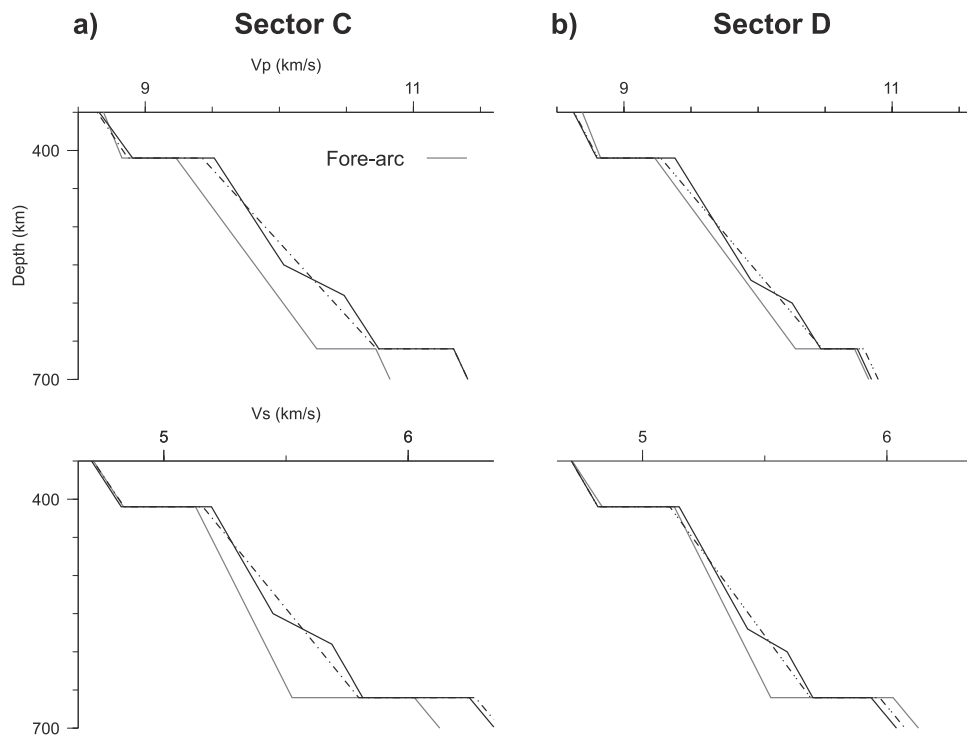 a) Sector C
b) Sector D
Vp (km/s)
9 11
9 11
400
Fore-arc
Depth (km)
700
Vs (km/s)
5 6
5 6
400
700